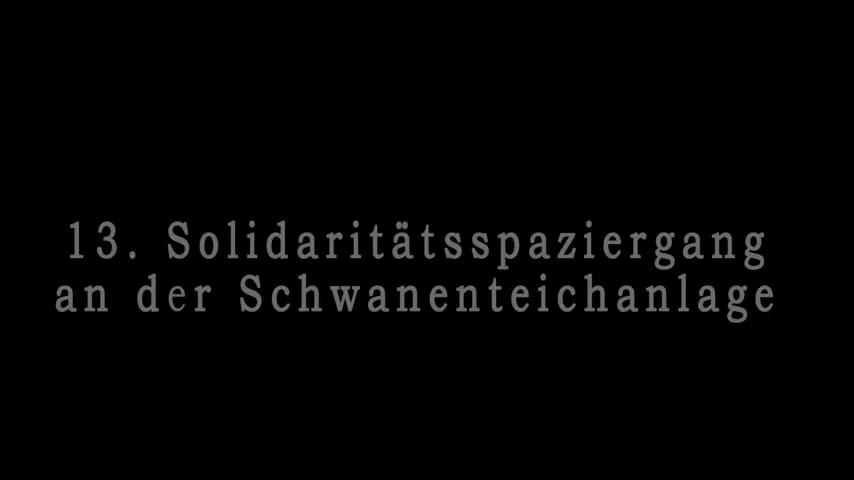 13. Solidaritätsspaziergang
an der Schwanenteichanlage